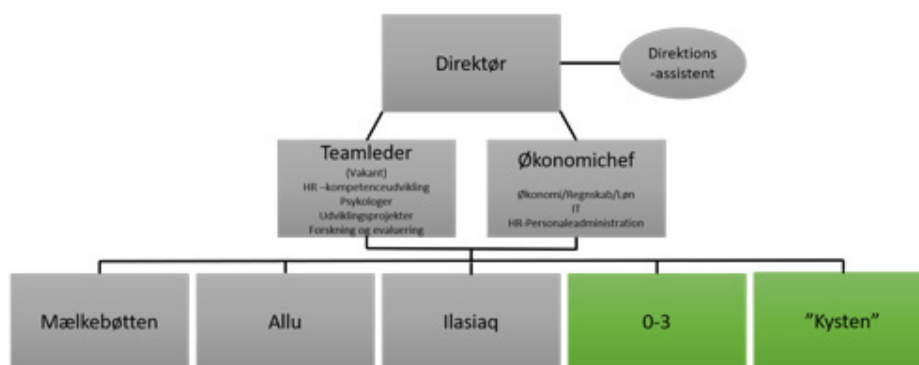 Direktør
Direktions
-assistent
Teamleder
(Vakant)
HR –kompetenceudvikling
Psykologer
Udviklingsprojekter
Forskning og evaluering
Økonomichef
Økonomi/Regnskab/Løn
IT
HR-Personaleadministration
Mælkebøtten
Allu
Ilasiaq
0-3
”Kysten”